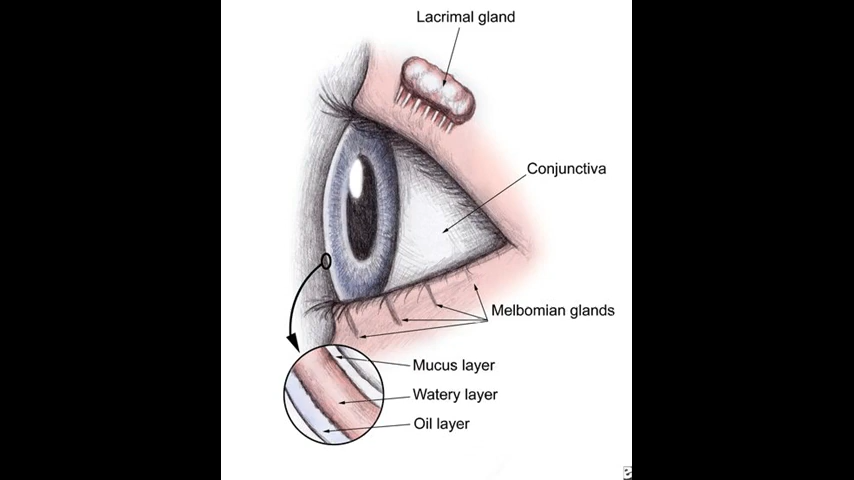 Lacrimal gland
Conjunctiva
Melbomian glands
Mucus layer
Watery layer
Oil layer